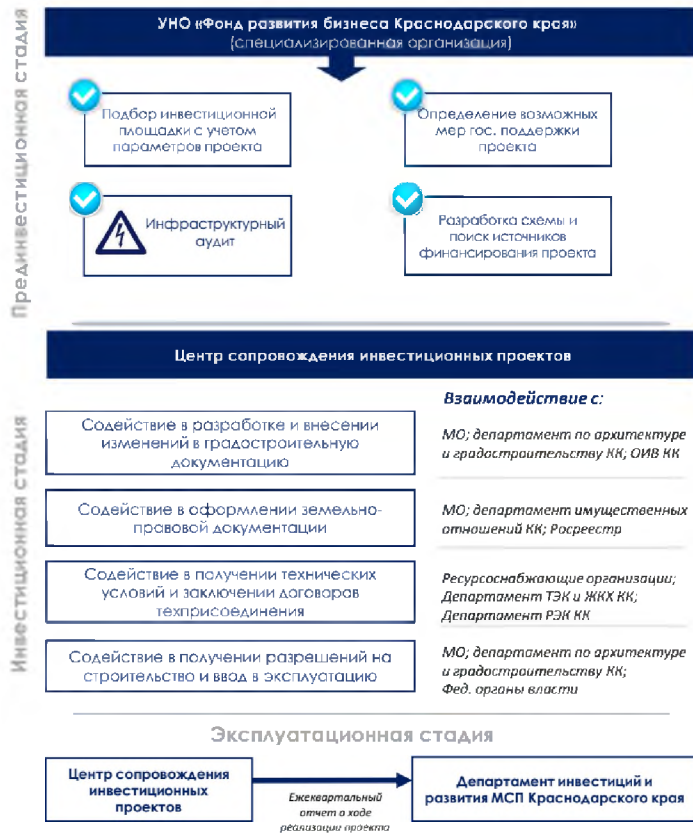 Прединвестиционная стадия
УНО «Фонд развития бизнеса Краснодарского края»
(специализированная организация)
Подбор инвестиционной
площадки с учетом
параметров проекта
Определение возможных
мер гос. поддержки
проекта
Инфраструктурный
аудит
Разработка схемы и
поиск источников
финансирования проекта
Инвестиционная стадия
Центр сопровождения инвестиционных проектов
Взаимодействие с:
Содействие в разработке и внесении
изменений в градостроительную
документацию
МО; департамент по архитектуре
и градостроительству КК; ОИВ КК
Содействие в оформлении земельно-
правовой документации
МО; департамент имущественных
отношений КК; Росреестр
Содействие в получении технических
условий и заключении договоров
техприсоединения
Ресурсоснабжающие организации;
Департамент ТЭК и ЖКХ КК;
Департамент РЭК КК
Содействие в получении разрешений на
строительство и ввод в эксплуатацию
МО; департамент по архитектуре
и градостроительству КК;
Фед. органы власти
Эксплуатационная стадия
Центр сопровождения
инвестиционных
проектов
Ежеквартальный
отчет о ходе
реализации проекта
Департамент инвестиций и
развития МСП Краснодарского края